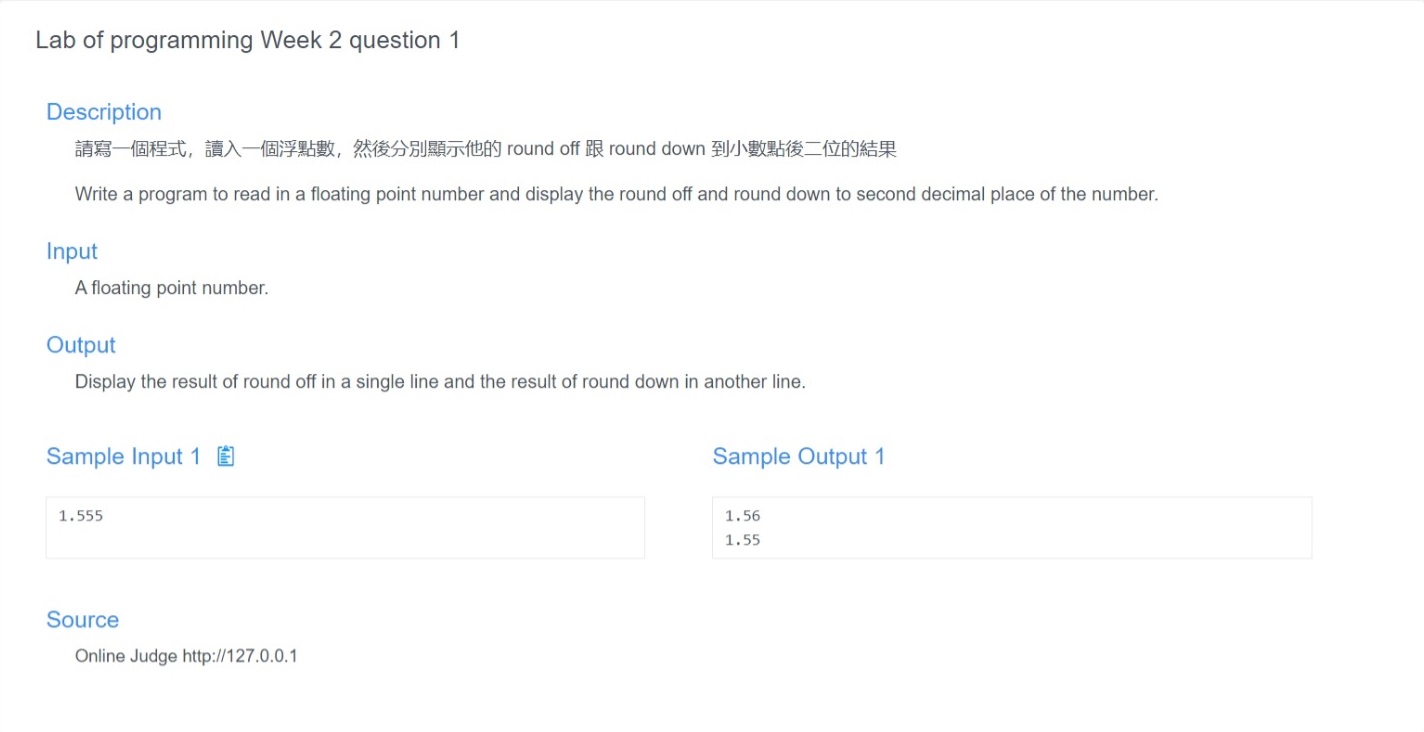 Lab of programming Week 2 question 1
Description
請寫一個程式，讀入一個浮點數，然後分別顯示他的 round off 跟 round down 到小數點後二位的結果
Write a program to read in a floating point number and display the round off and round down to second decimal place of the number.
Input
A floating point number.
Output
Display the result of round off in a single line and the result of round down in another line.
Sample Input 1
Sample Output 1
1.555
1.56
1.55
Source
Online Judge http://127.0.0.1